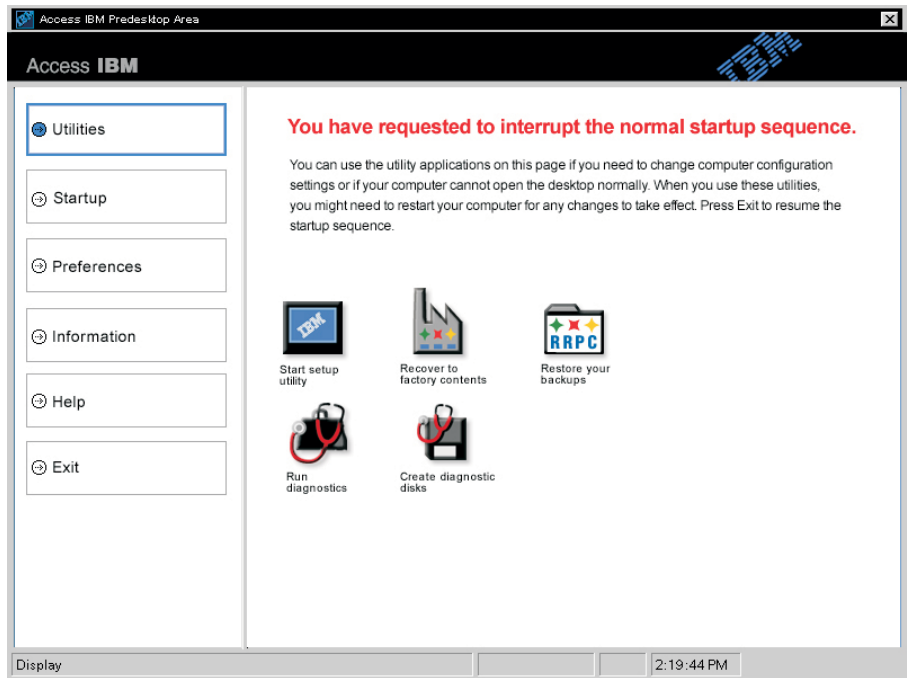 Access IBM Predesktop Area
Access IBM
IBM
Utilities
Startup
Preferences
Information
Help
Exit
You have requested to interrupt the normal startup sequence.
You can use the utility applications on this page if you need to change computer configuration
settings or if your computer cannot open the desktop normally. When you use these utilities,
you might need to restart your computer for any changes to take effect. Press Exit to resume the
startup sequence.
IBM
Start setup
utility
Recover to
factory contents
RRPC
Restore your
backups
Run
diagnostics
Create diagnostic
disks
Display
2:19:44 PM